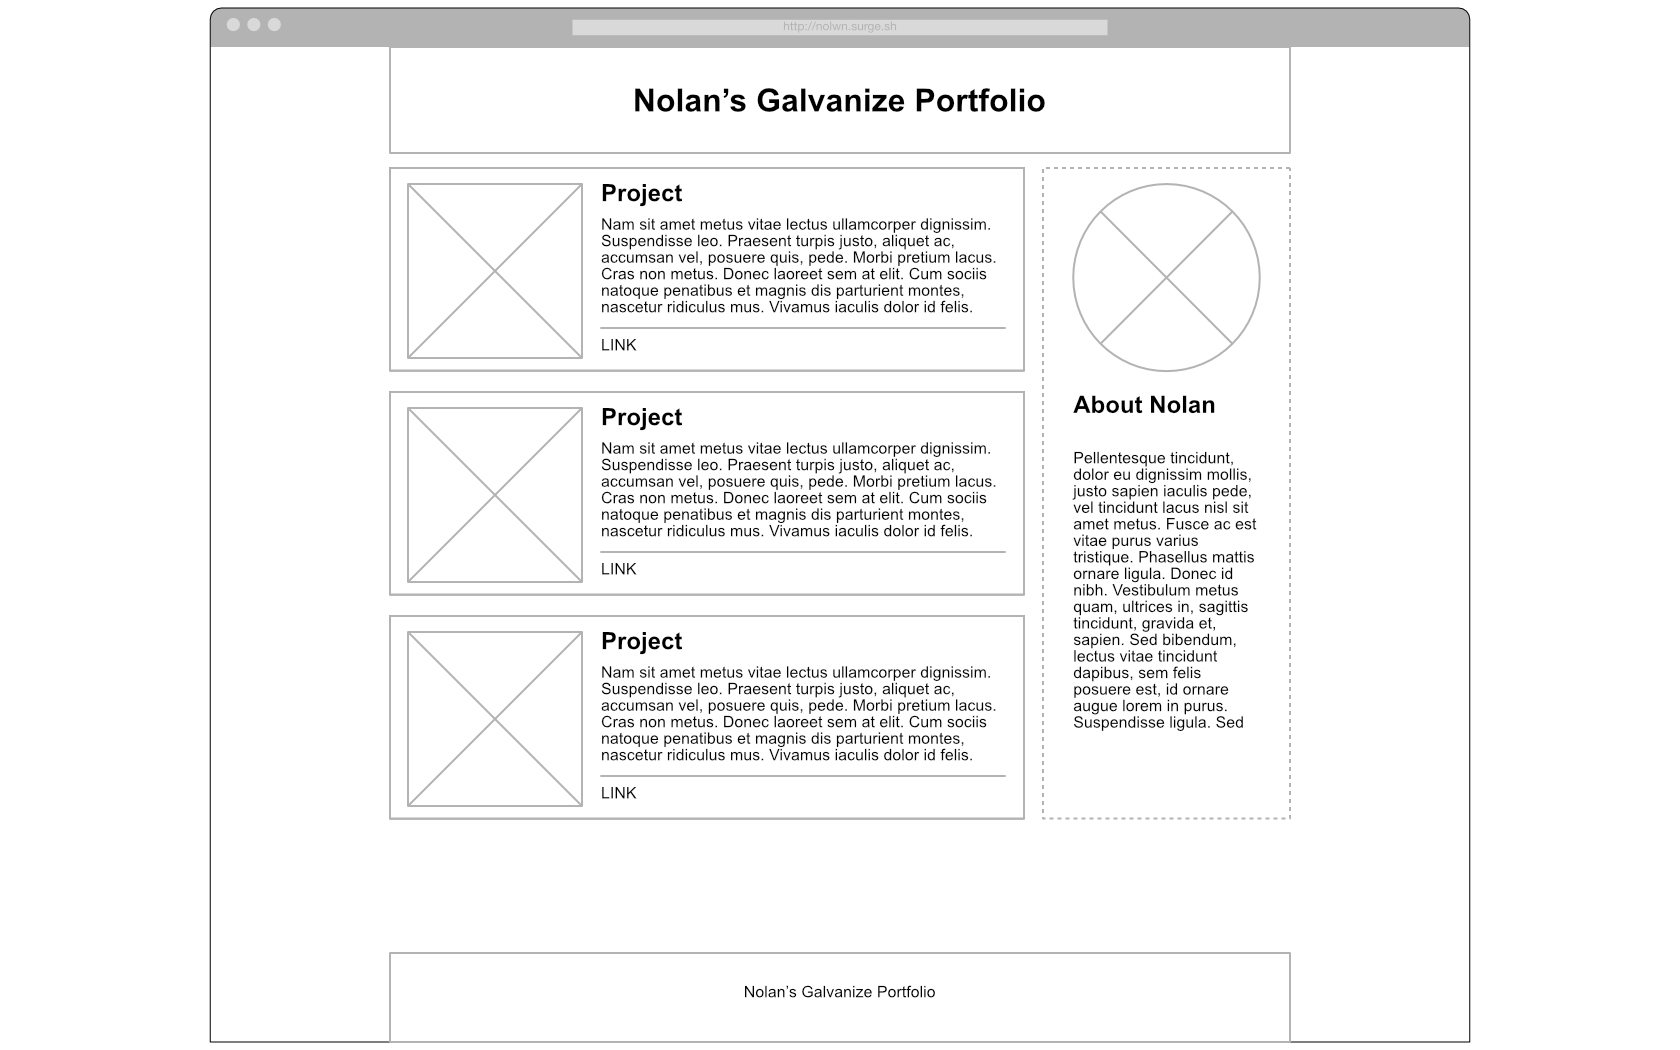 http://nolwn.surge.sh
Nolan’s Galvanize Portfolio
Project
Nam sit amet metus vitae lectus ullamcorper dignissim.
Suspendisse leo. Praesent turpis justo, aliquet ac,
accumsan vel, posuere quis, pede. Morbi pretium lacus.
Cras non metus. Donec laoreet sem at elit. Cum sociis
natoque penatibus et magnis dis parturient montes,
nascetur ridiculus mus. Vivamus iaculis dolor id felis.
LINK
Project
Nam sit amet metus vitae lectus ullamcorper dignissim.
Suspendisse leo. Praesent turpis justo, aliquet ac,
accumsan vel, posuere quis, pede. Morbi pretium lacus.
Cras non metus. Donec laoreet sem at elit. Cum sociis
natoque penatibus et magnis dis parturient montes,
nascetur ridiculus mus. Vivamus iaculis dolor id felis.
LINK
Project
Nam sit amet metus vitae lectus ullamcorper dignissim.
Suspendisse leo. Praesent turpis justo, aliquet ac,
accumsan vel, posuere quis, pede. Morbi pretium lacus.
Cras non metus. Donec laoreet sem at elit. Cum sociis
natoque penatibus et magnis dis parturient montes,
nascetur ridiculus mus. Vivamus iaculis dolor id felis.
LINK
About Nolan
Pellentesque tincidunt,
dolor eu dignissim mollis,
justo sapien iaculis pede,
vel tincidunt lacus nisl sit
amet metus. Fusce ac est
vitae purus varius
tristique. Phasellus mattis
ornare ligula. Donec id
nibh. Vestibulum metus
quam, ultrices in, sagittis
tincidunt, gravida et,
sapien. Sed bibendum,
lectus vitae tincidunt
dapibus, sem felis
posuere est, id ornare
augue lorem in purus.
Suspendisse ligula. Sed
Nolan’s Galvanize Portfolio